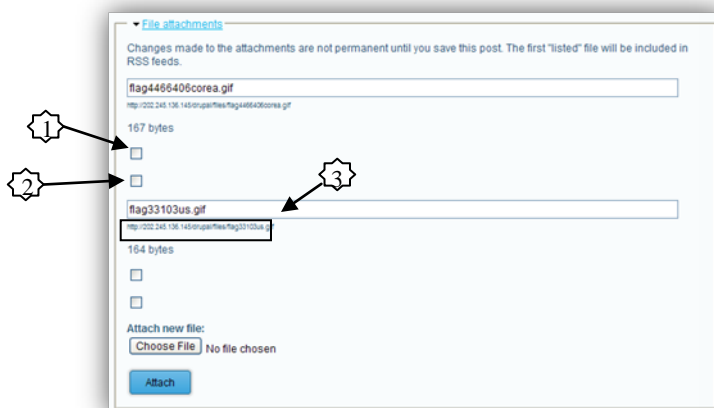 File attachments
Changes made to the attachments are not permanent until you save this post. The first "listed" file will be included in
RSS feeds.
flag4466406corea.gif
http://202.245.136.145/drupal/files/flag4466406corea.gif
167 bytes
1
2
3
flag33103us.gif
http://202.245.136.145/drupal/files/flag33103us.gif
164 bytes
Attach new file:
Choose File No file chosen
Attach